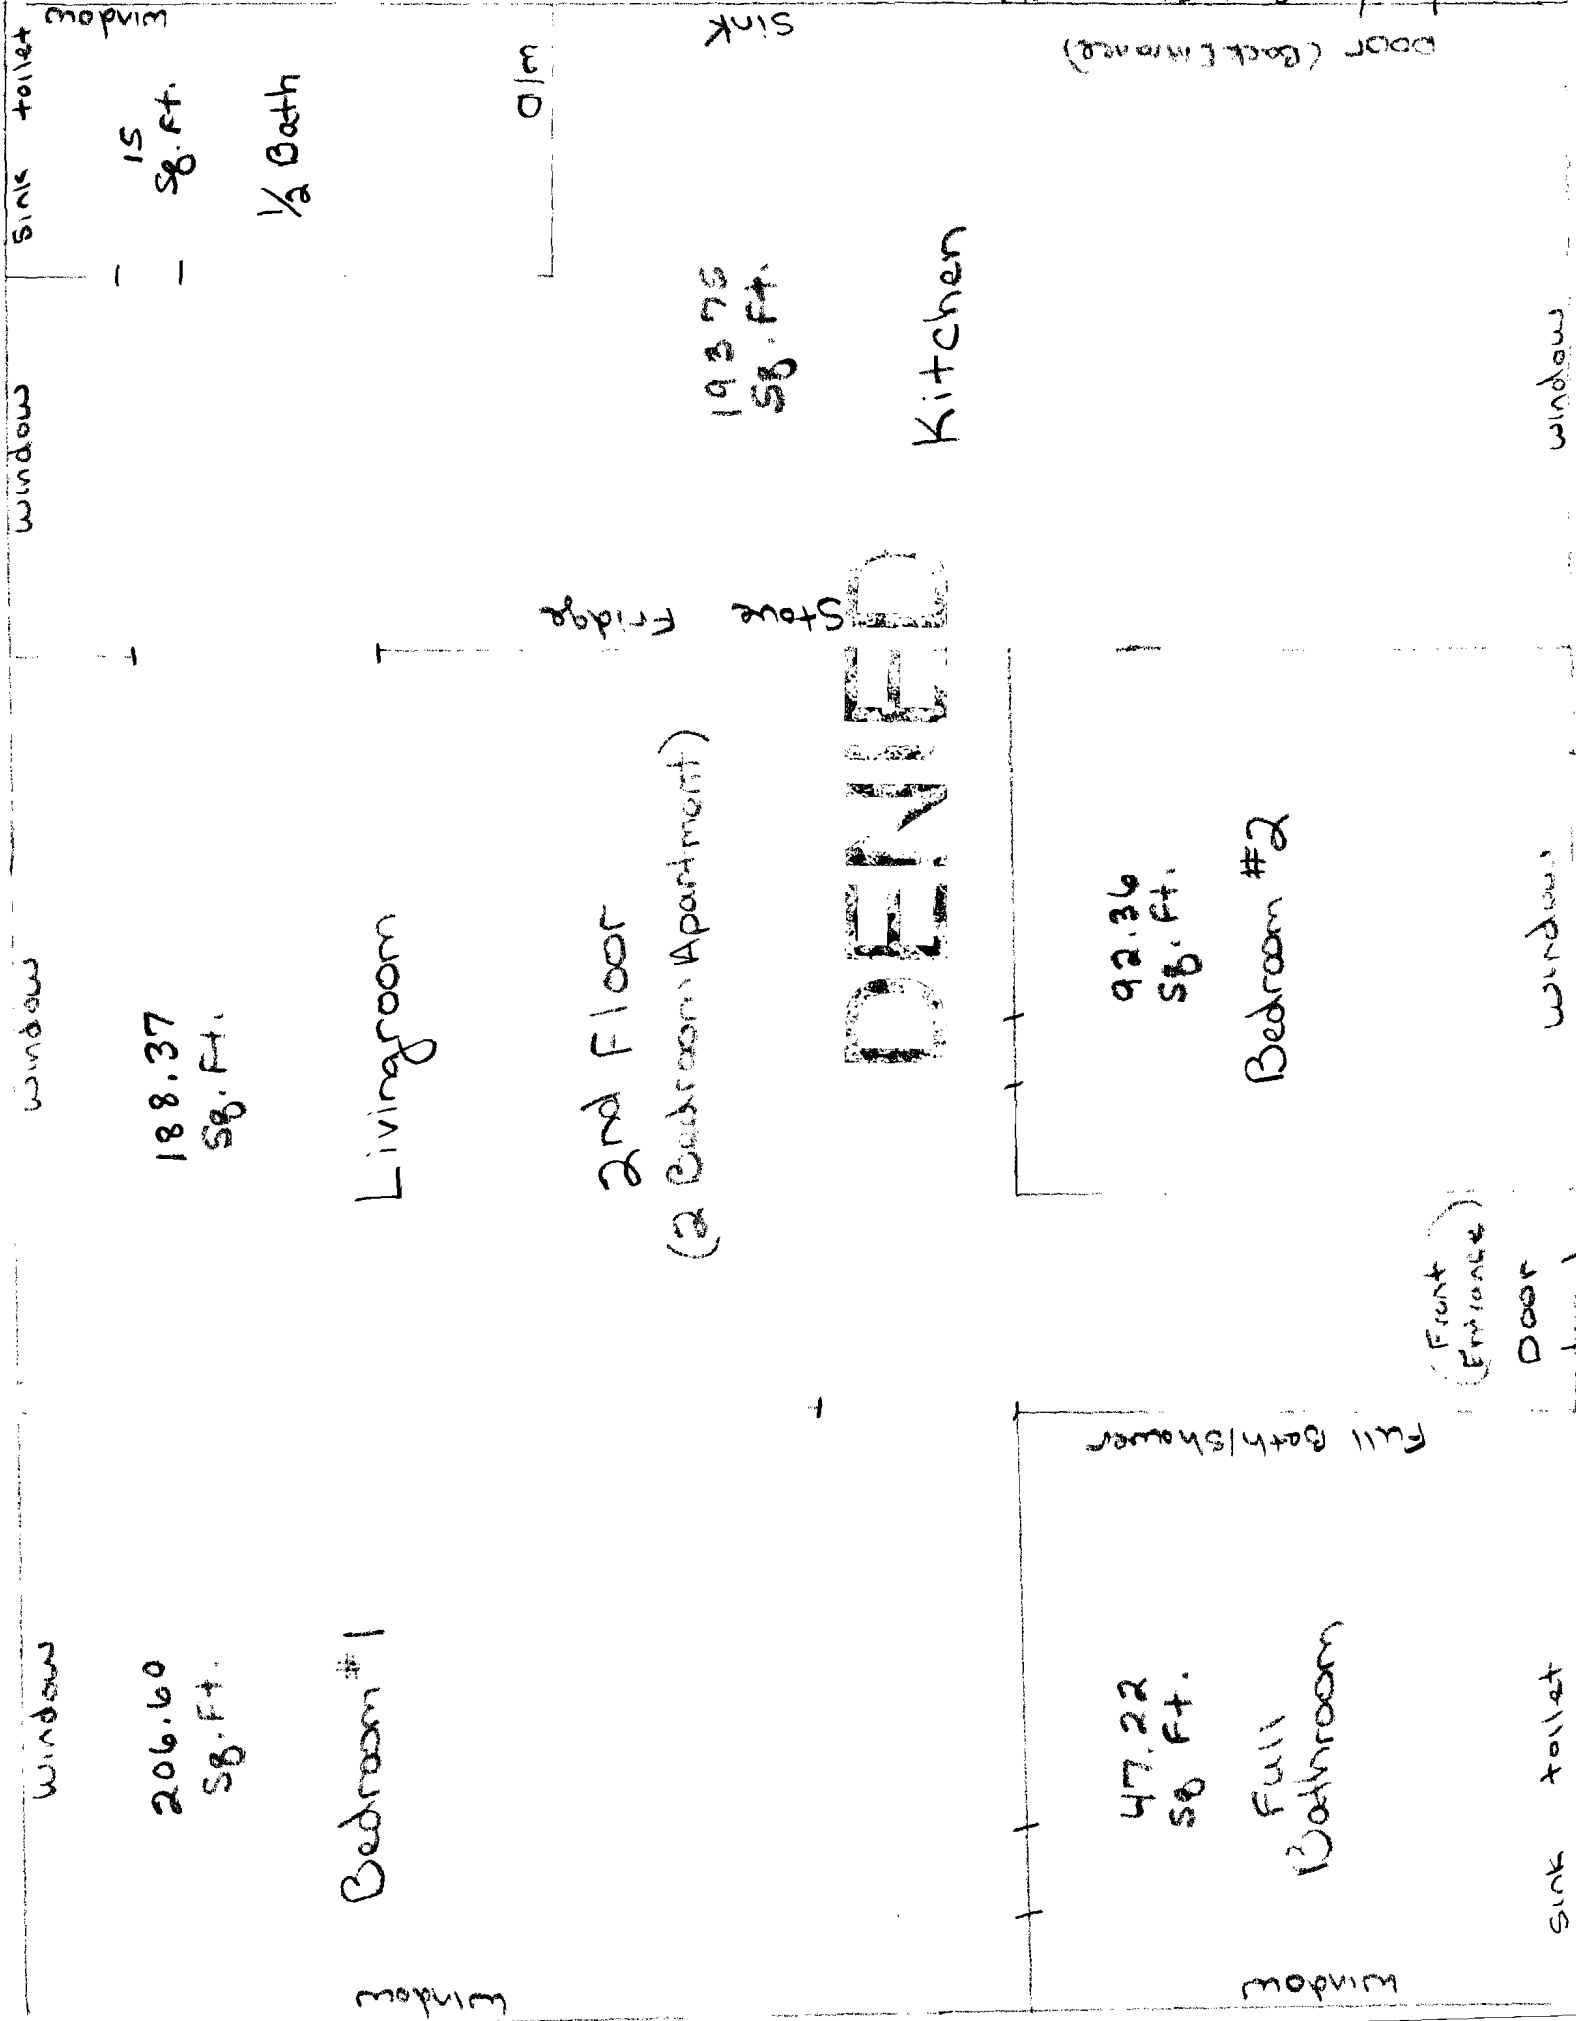 window
206.60
Sq. Ft.
Bedroom #1
window
window
188.37
Sq. Ft.
Livingroom
2nd Floor
(2 Bedroom Apartment)
DENIED
window
Fridge
Stove
193 75
Sq. Ft.
Kitchen
sink toilet
window
15
Sq. Ft.
1/2 Bath
Sink
Door (Back Entrance)
window
92.36
Sq. Ft.
Bedroom #2
window
(Front
Entrance)
Door
Full Bath/Shower
47.22
Sq Ft.
Full
Bathroom
sink toilet
window